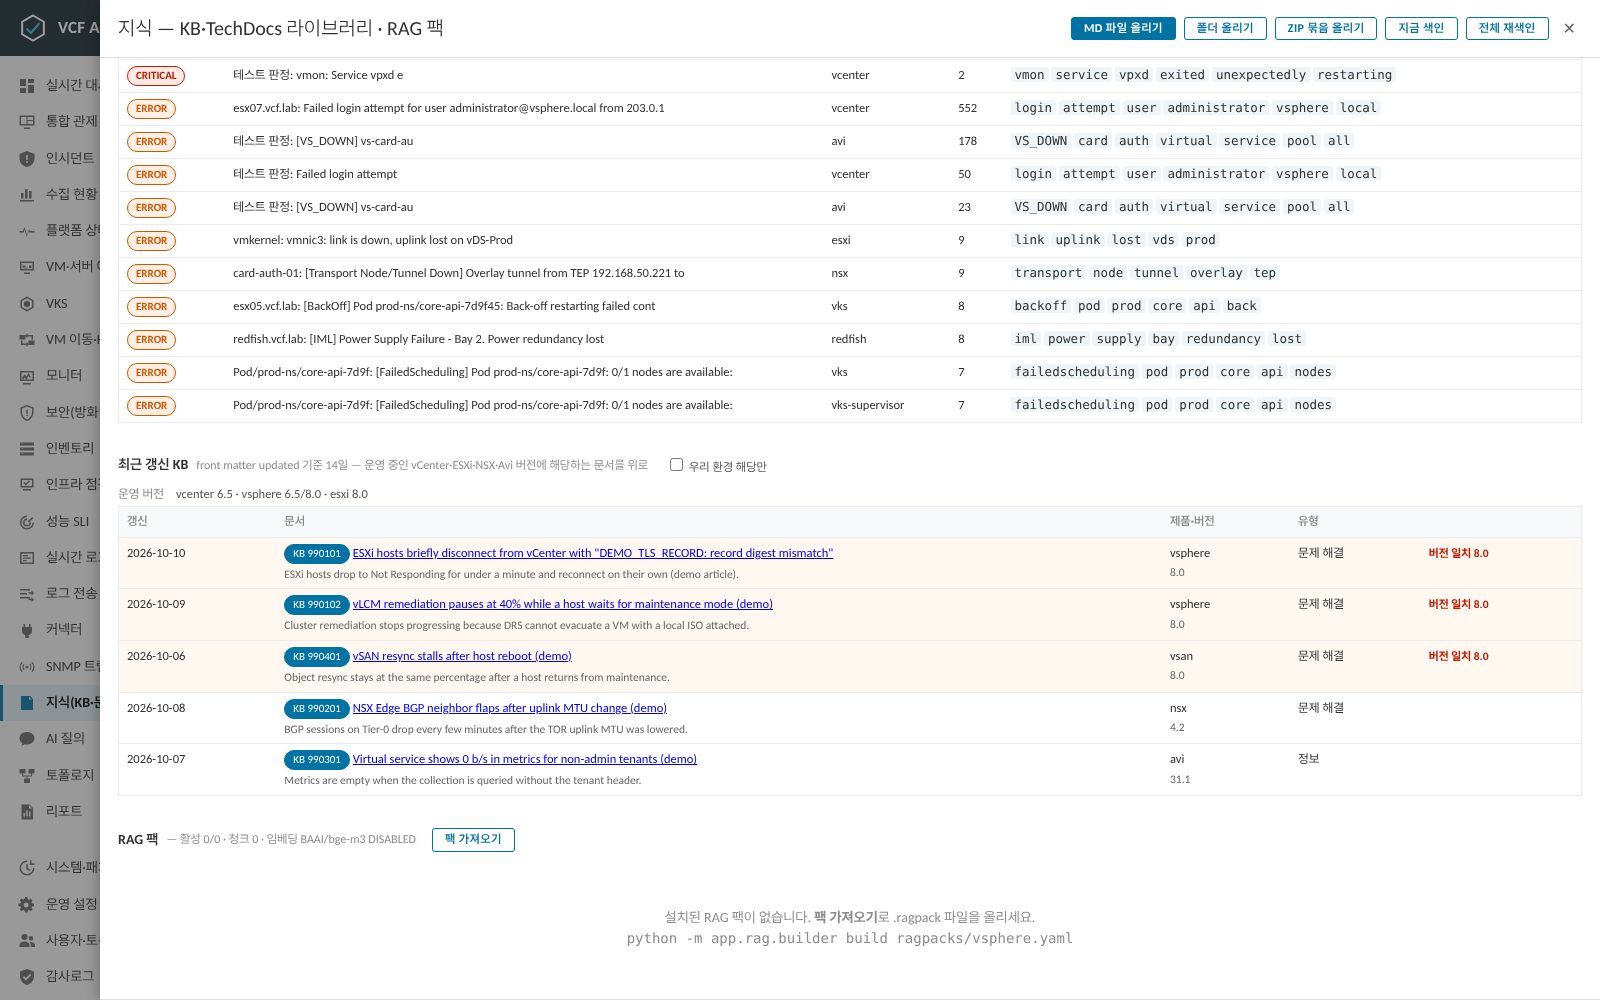 VCF A
지식 — KB·TechDocs 라이브러리 · RAG 팩
MD 파일 올리기 폴더 올리기 ZIP 묶음 올리기 지금 색인 전체 재색인 ×
실시간 대
통합 관제
인시던트
수집 현황
플랫폼 상
VM·서버
VKS
VM 이동·
모니터
보안(방화
인벤토리
인프라 점
성능 SLI
실시간 로
로그 전송
커넥터
SNMP 트
지식(KB·
AI 질의
토폴로지
리포트
시스템·패
운영 설정
사용자·토
감사로그
CRITICAL 테스트 판정: vmon: Service vpxd e vcenter 2 vmon service vpxd exited unexpectedly restarting
ERROR esx07.vcf.lab: Failed login attempt for user administrator@vsphere.local from 203.0.1 vcenter 552 login attempt user administrator vsphere local
ERROR 테스트 판정: [VS_DOWN] vs-card-au avi 178 VS_DOWN card auth virtual service pool all
ERROR 테스트 판정: Failed login attempt vcenter 50 login attempt user administrator vsphere local
ERROR 테스트 판정: [VS_DOWN] vs-card-au avi 23 VS_DOWN card auth virtual service pool all
ERROR vmkernel: vmnic3: link is down, uplink lost on vDS-Prod esxi 9 link uplink lost vds prod
ERROR card-auth-01: [Transport Node/Tunnel Down] Overlay tunnel from TEP 192.168.50.221 to nsx 9 transport node tunnel overlay tep
ERROR esx05.vcf.lab: [BackOff] Pod prod-ns/core-api-7d9f45: Back-off restarting failed cont vks 8 backoff pod prod core api back
ERROR redfish.vcf.lab: [IML] Power Supply Failure - Bay 2. Power redundancy lost redfish 8 iml power supply bay redundancy lost
ERROR Pod/prod-ns/core-api-7d9f: [FailedScheduling] Pod prod-ns/core-api-7d9f: 0/1 nodes are available: vks 7 failedscheduling pod prod core api nodes
ERROR Pod/prod-ns/core-api-7d9f: [FailedScheduling] Pod prod-ns/core-api-7d9f: 0/1 nodes are available: vks-supervisor 7 failedscheduling pod prod core api nodes
최근 갱신 KB front matter updated 기준 14일 — 운영 중인 vCenter·ESXi·NSX·Avi 버전에 해당하는 문서를 위로 우리 환경 해당만
운영 버전 vcenter 6.5 · vsphere 6.5/8.0 · esxi 8.0
갱신 문서 제품·버전 유형
2026-10-10 KB 990101 ESXi hosts briefly disconnect from vCenter with "DEMO_TLS_RECORD: record digest mismatch" vsphere 문제 해결 버전 일치 8.0
ESXi hosts drop to Not Responding for under a minute and reconnect on their own (demo article). 8.0
2026-10-09 KB 990102 vLCM remediation pauses at 40% while a host waits for maintenance mode (demo) vsphere 문제 해결 버전 일치 8.0
Cluster remediation stops progressing because DRS cannot evacuate a VM with a local ISO attached. 8.0
2026-10-06 KB 990401 vSAN resync stalls after host reboot (demo) vsan 문제 해결 버전 일치 8.0
Object resync stays at the same percentage after a host returns from maintenance. 8.0
2026-10-08 KB 990201 NSX Edge BGP neighbor flaps after uplink MTU change (demo) nsx 문제 해결
BGP sessions on Tier-0 drop every few minutes after the TOR uplink MTU was lowered. 4.2
2026-10-07 KB 990301 Virtual service shows 0 b/s in metrics for non-admin tenants (demo) avi 정보
Metrics are empty when the collection is queried without the tenant header. 31.1
RAG 팩 — 활성 0/0 · 청크 0 · 임베딩 BAAI/bge-m3 DISABLED 팩 가져오기
설치된 RAG 팩이 없습니다. 팩 가져오기로 .ragpack 파일을 올리세요.
python -m app.rag.builder build ragpacks/vsphere.yaml